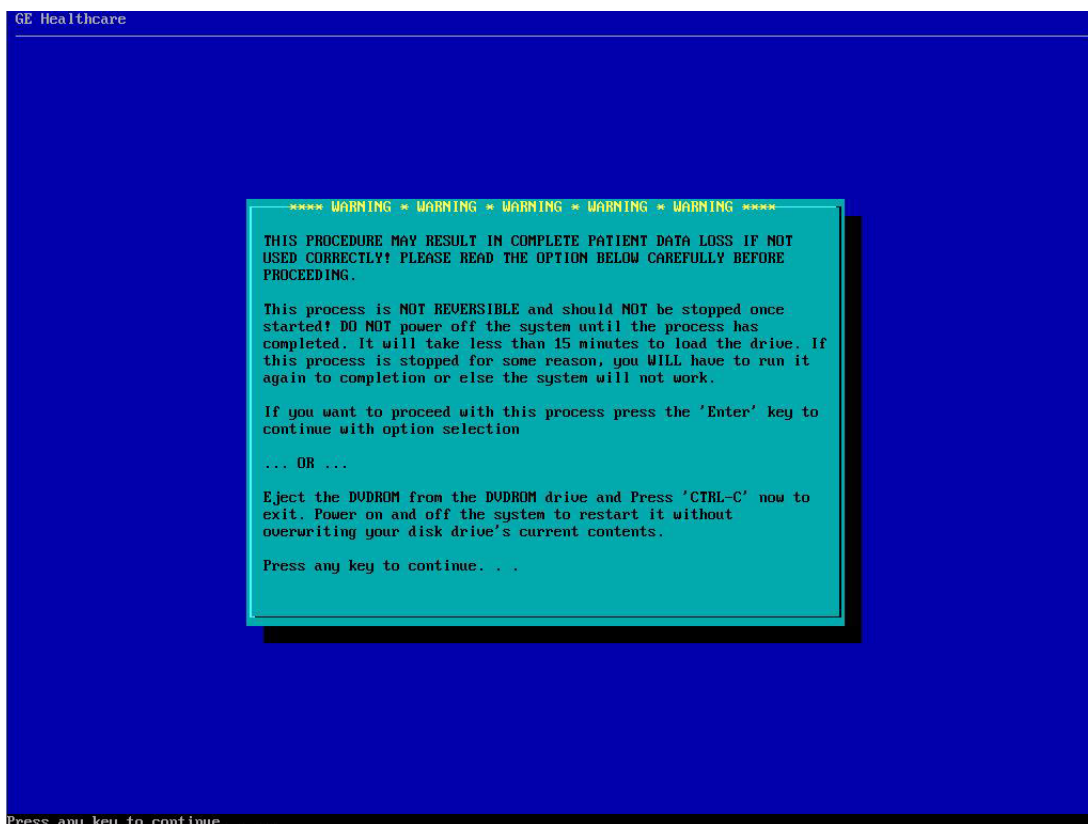 GE Healthcare
**** WARNING * WARNING * WARNING * WARNING * WARNING ****
THIS PROCEDURE MAY RESULT IN COMPLETE PATIENT DATA LOSS IF NOT
USED CORRECTLY! PLEASE READ THE OPTION BELOW CAREFULLY BEFORE
PROCEEDING.
This process is NOT REVERSIBLE and should NOT be stopped once
started! DO NOT power off the system until the process has
completed. It will take less than 15 minutes to load the drive. If
this process is stopped for some reason, you WILL have to run it
again to completion or else the system will not work.
If you want to proceed with this process press the 'Enter' key to
continue with option selection
... OR ...
Eject the DVDROM from the DVDROM drive and Press 'CTRL-C' now to
exit. Power on and off the system to restart it without
overwriting your disk drive's current contents.
Press any key to continue. . .
Press any key to continue